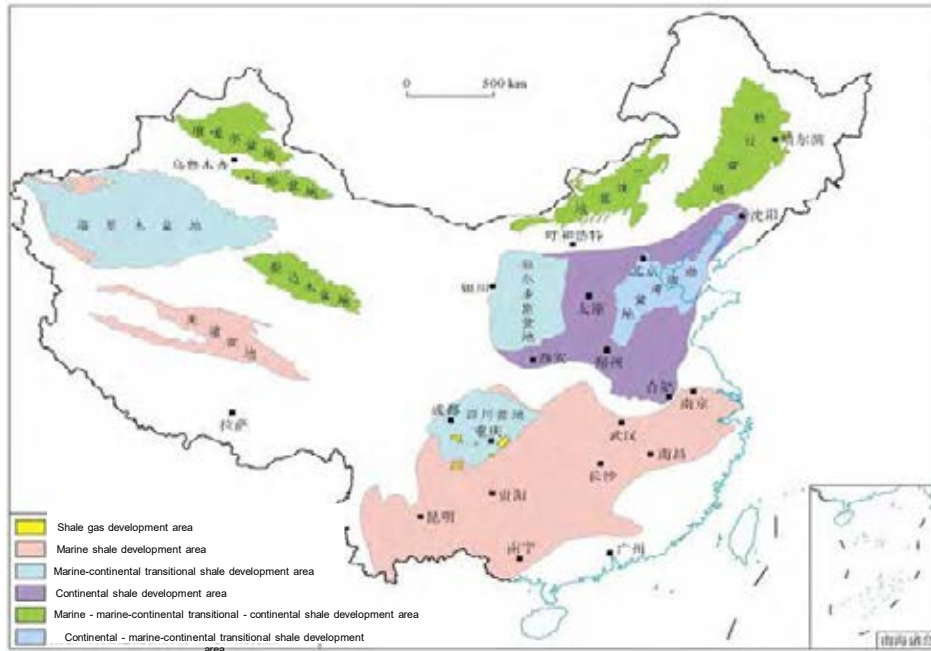 0 500 km
准噶尔盆地
乌鲁木齐
吐哈盆地
哈尔滨
沈阳
塔里木盆地
呼和浩特
北京
柴达木盆地
银川
鄂尔多斯盆地
太原
渤海湾盆地
羌塘盆地
西安
郑州
合肥
南京
拉萨
成都
四川盆地
重庆
武汉
南昌
长沙
贵阳
昆明
南宁
广州
Shale gas development area
Marine shale development area
Marine-continental transitional shale development area
Continental shale development area
Marine - marine-continental transitional - continental shale development area
Continental - marine-continental transitional shale development
area
南海诸岛